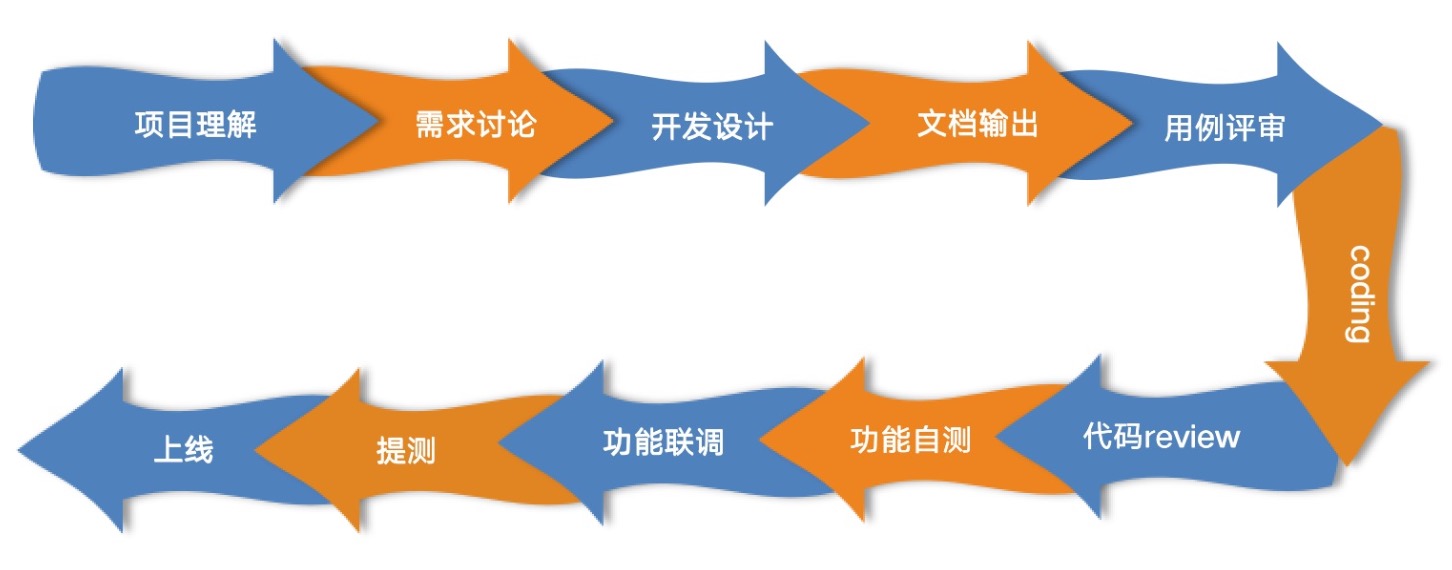 项目理解
需求讨论
开发设计
文档输出
用例评审
coding
代码review
功能自测
功能联调
提测
上线